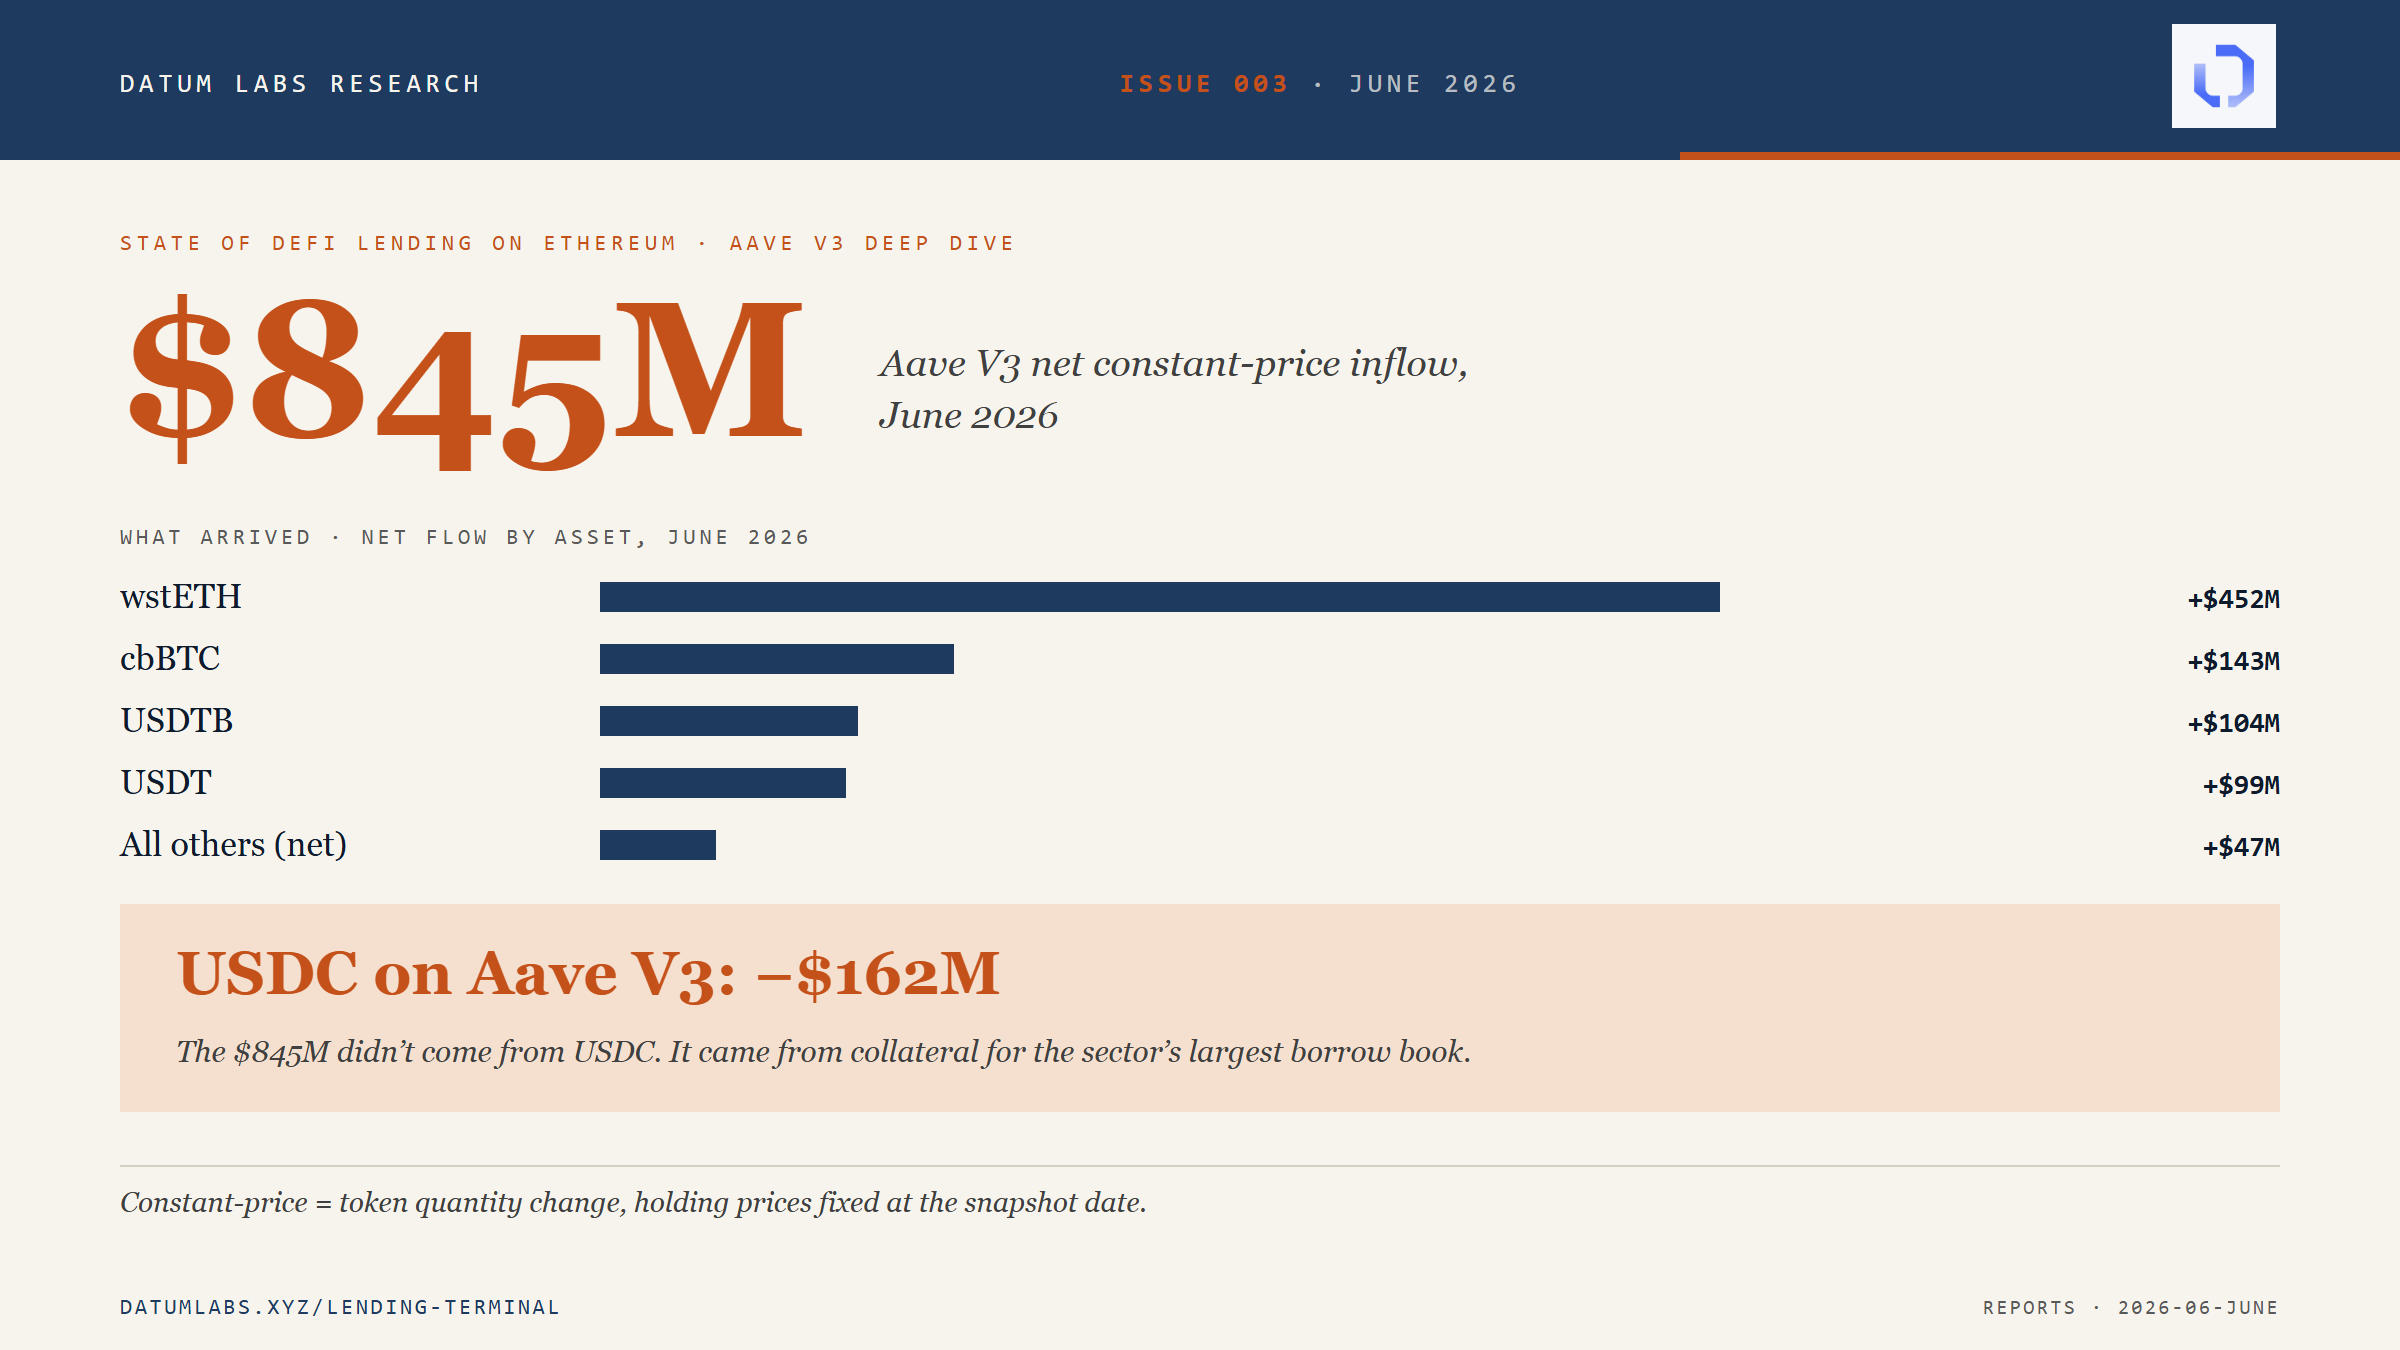 DATUM LABS RESEARCH
ISSUE 003 · JUNE 2026
STATE OF DEFI LENDING ON ETHEREUM · AAVE V3 DEEP DIVE
$845M
Aave V3 net constant-price inflow,
June 2026
WHAT ARRIVED · NET FLOW BY ASSET, JUNE 2026
wstETH +$452M
cbBTC +$143M
USDTB +$104M
USDT +$99M
All others (net) +$47M
USDC on Aave V3: −$162M
The $845M didn’t come from USDC. It came from collateral for the sector’s largest borrow book.
Constant-price = token quantity change, holding prices fixed at the snapshot date.
DATUMLABS.XYZ/LENDING-TERMINAL
REPORTS · 2026-06-JUNE